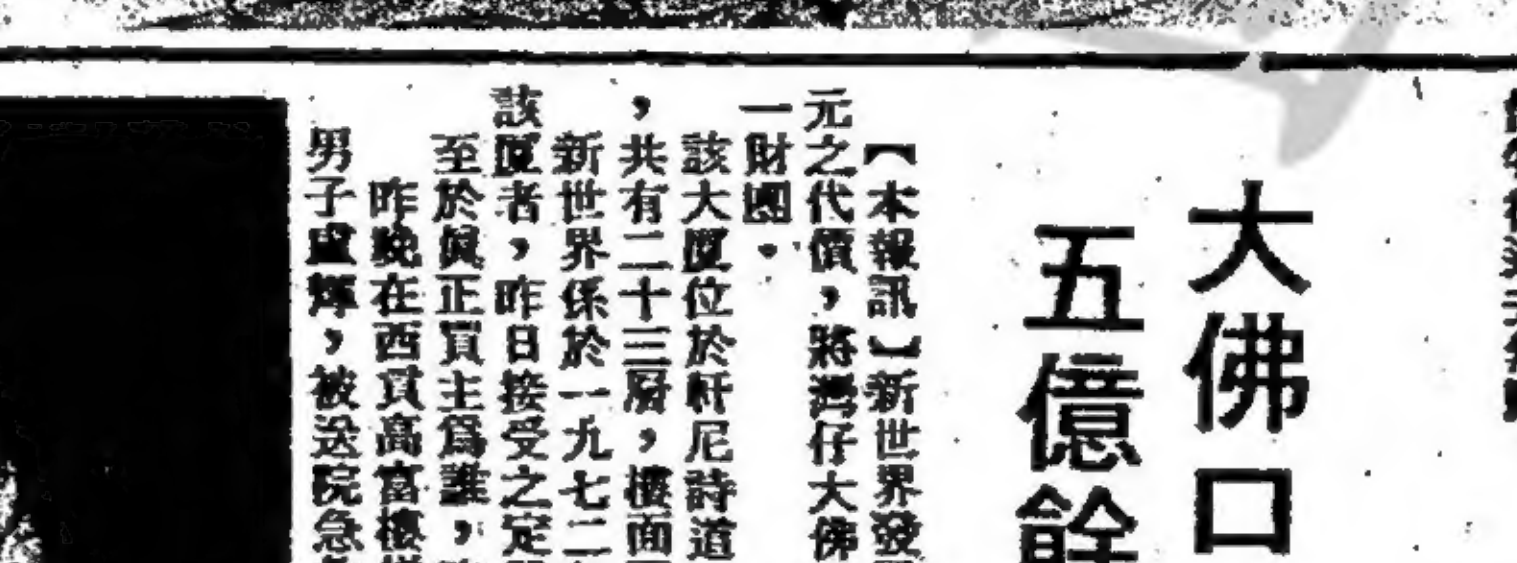 大佛口
五億餘
【本報訊】新世界發
元之代價，將灣仔大佛
一財團。
該大廈位於軒尼詩道
，共有二十三層，樓面
新世界係於一九七二
該廈者，昨日接受之定
至於眞正買主爲誰，
昨晚在西貢高富樓
男子盧輝，被送院急